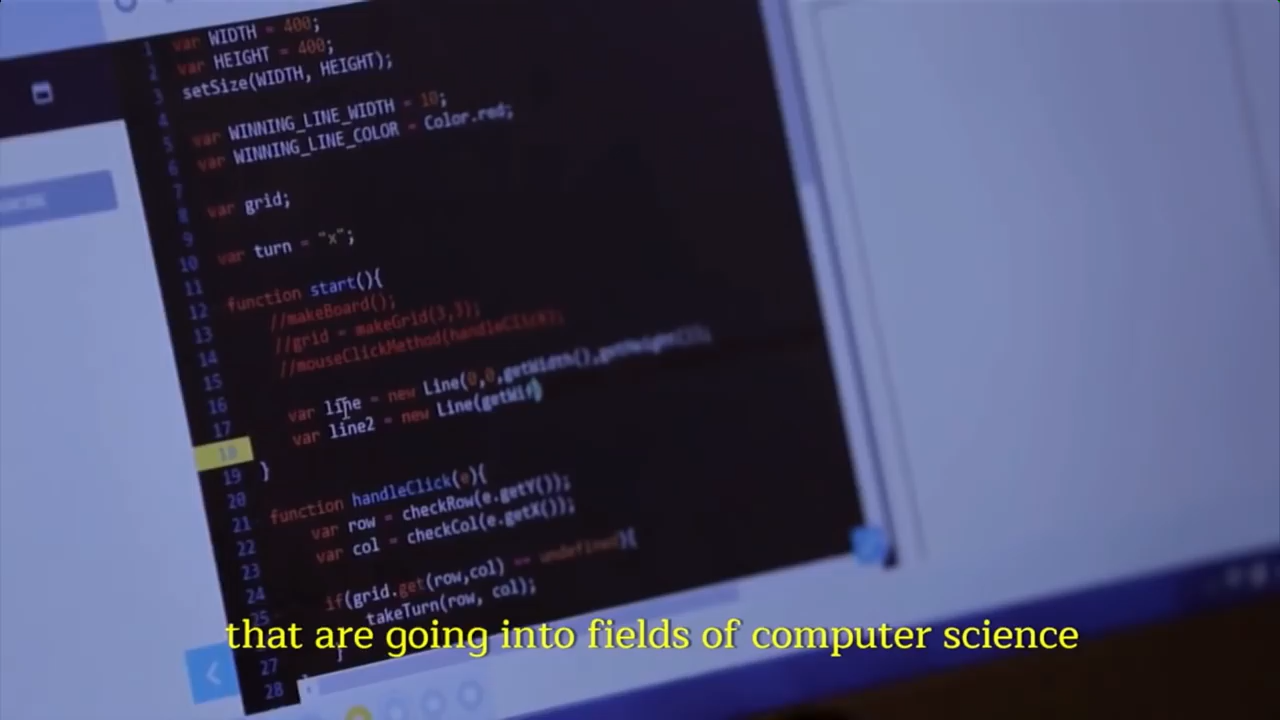 1 var WIDTH = 400;
2 var HEIGHT = 400;
3 setSize(WIDTH, HEIGHT);
4
5 var WINNING_LINE_WIDTH = 10;
6 var WINNING_LINE_COLOR = Color.red;
7
8 var grid;
9
10 var turn = "x";
11
12 function start(){
13 //makeBoard();
14 //grid = makeGrid(3,3);
15 //mouseClickMethod(handleClick);
16
17 var line = new Line(0,0,getWidth(),getHeight());
18 var line2 = new Line(getWi
19 }
20
21 function handleClick(e){
22 var row = checkRow(e.getY());
23 var col = checkCol(e.getX());
24
25 if(grid.get(row,col) == undefined){
takeTurn(row, col);
that are going into fields of computer science
27 }
28